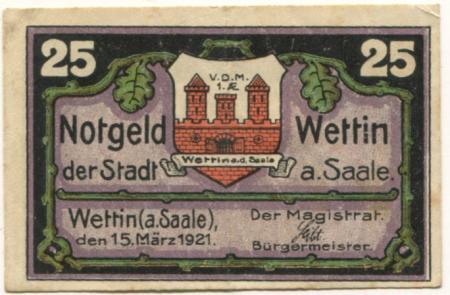 25 25
V.D.M.
1.Æ
Notgeld Wettin
Wettin a.d. Saale
der Stadt a.Saale.
Wettin(a.Saale), Der Magistrat.
den 15.März 1921.
Bürgermeister.